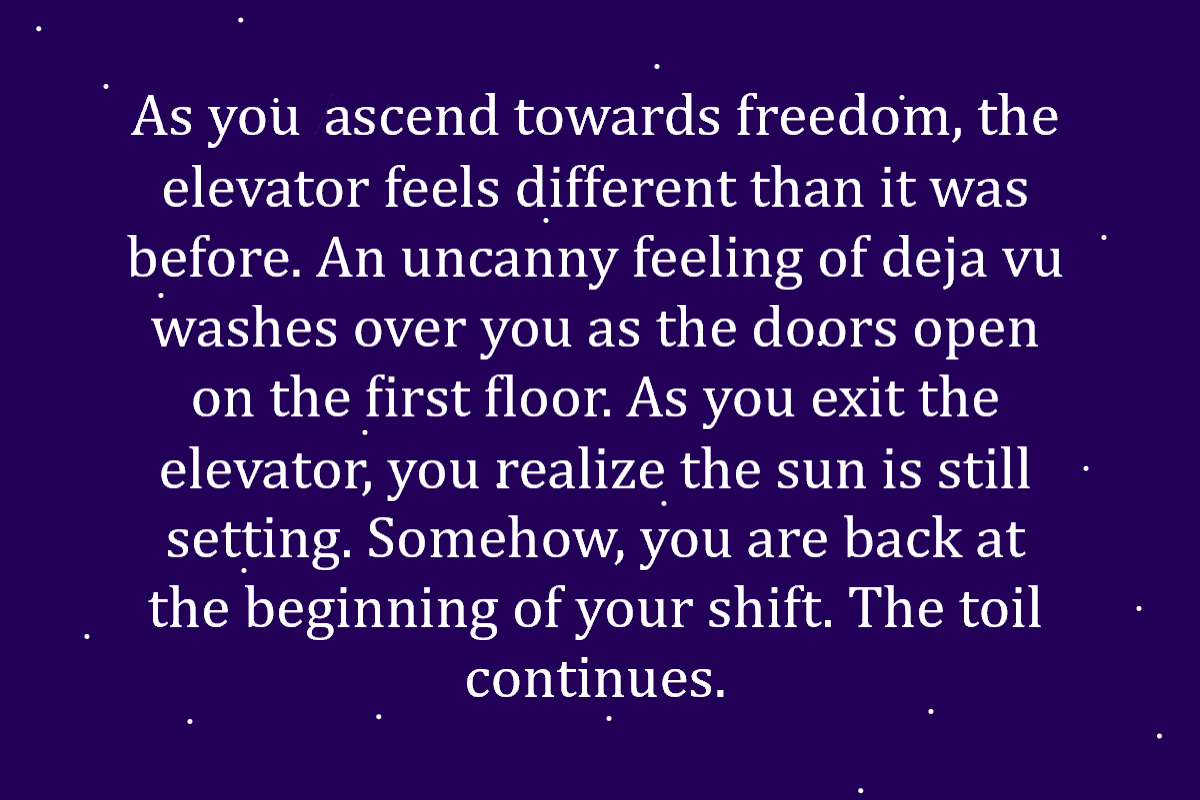 As you ascend towards freedom, the
elevator feels different than it was
before. An uncanny feeling of deja vu
washes over you as the doors open
on the first floor. As you exit the
elevator, you realize the sun is still
setting. Somehow, you are back at
the beginning of your shift. The toil
continues.